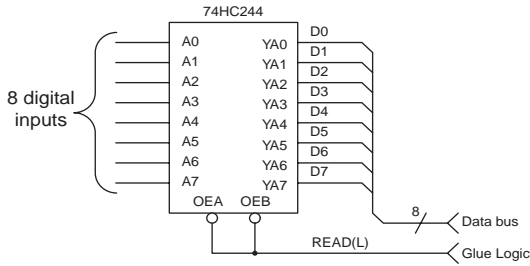 74HC244
8 digital
inputs
A0 YA0 D0
A1 YA1 D1
A2 YA2 D2
A3 YA3 D3
A4 YA4 D4
A5 YA5 D5
A6 YA6 D6
A7 YA7 D7
OEA OEB
8
Data bus
READ(L)
Glue Logic